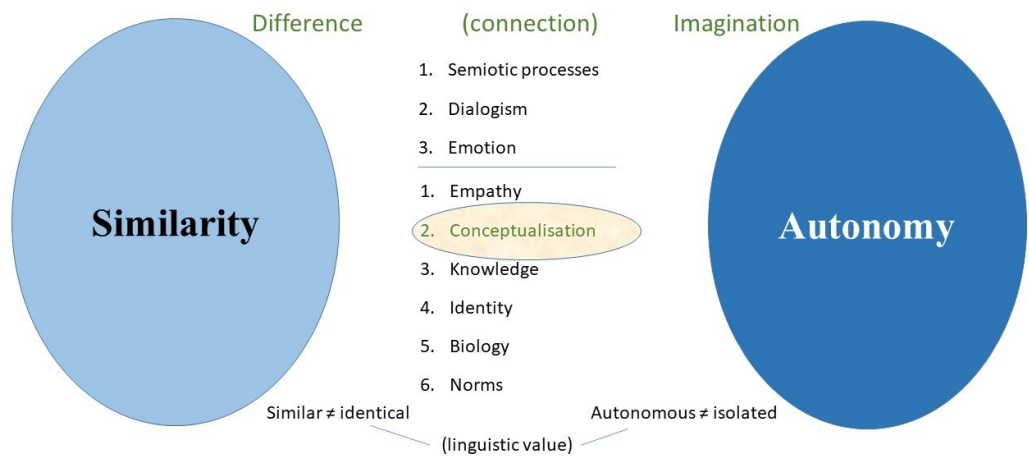 Difference (connection) Imagination
1. Semiotic processes
2. Dialogism
3. Emotion
1. Empathy
Similarity
2. Conceptualisation
Autonomy
3. Knowledge
4. Identity
5. Biology
6. Norms
Similar ≠ identical
Autonomous ≠ isolated
(linguistic value)